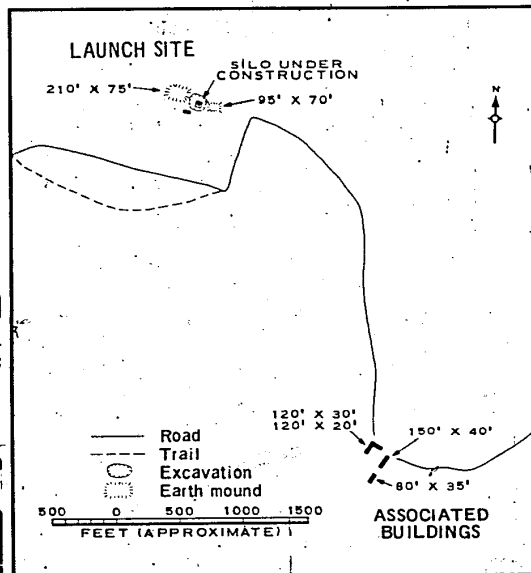 LAUNCH SITE
SILO UNDER
CONSTRUCTION
210' X 75'
95' X 70'
N
120' X 30'
120' X 20'
150' X 40'
80' X 35'
Road
Trail
Excavation
Earth mound
500 0 500 1000 1500
FEET (APPROXIMATE)
ASSOCIATED
BUILDINGS